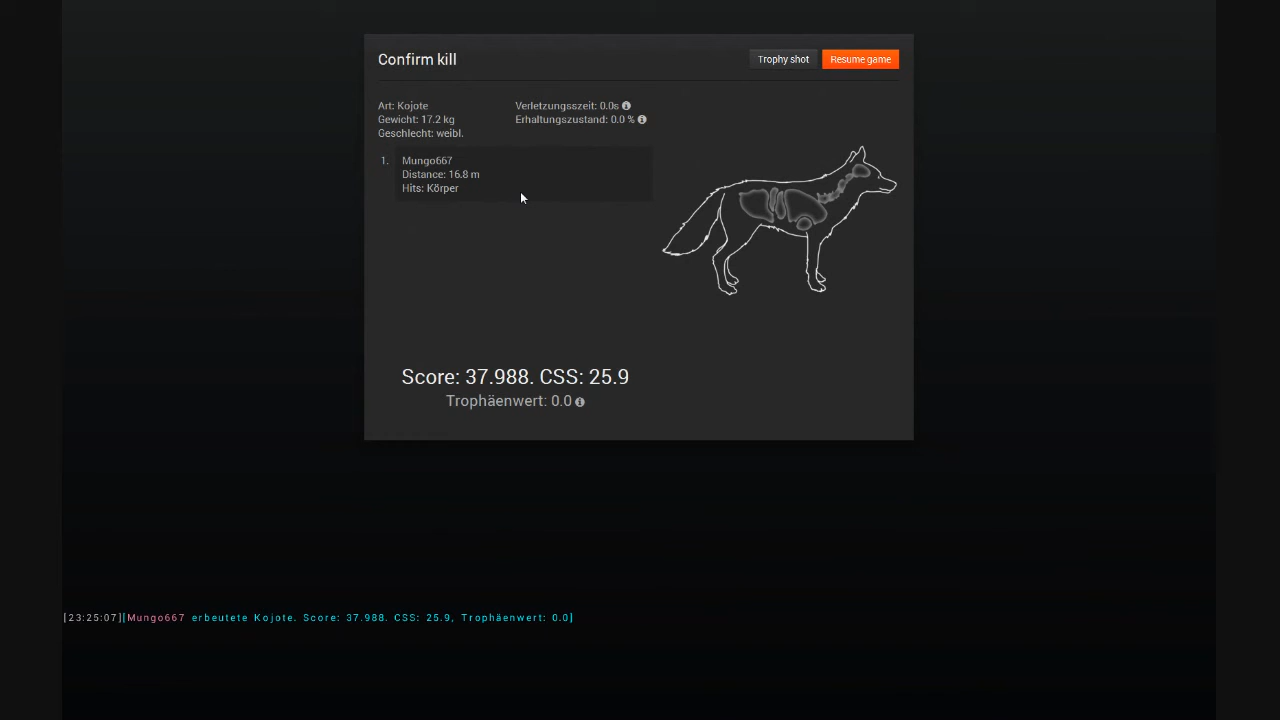 Confirm kill
Trophy shot
Resume game
Art: Kojote
Gewicht: 17.2 kg
Geschlecht: weibl.
Verletzungsszeit: 0.0s
Erhaltungszustand: 0.0 %
1. Mungo667
Distance: 16.8 m
Hits: Körper
Score: 37.988. CSS: 25.9
Trophäenwert: 0.0
[23:25:07][Mungo667 erbeutete Kojote. Score: 37.988. CSS: 25.9, Trophäenwert: 0.0]